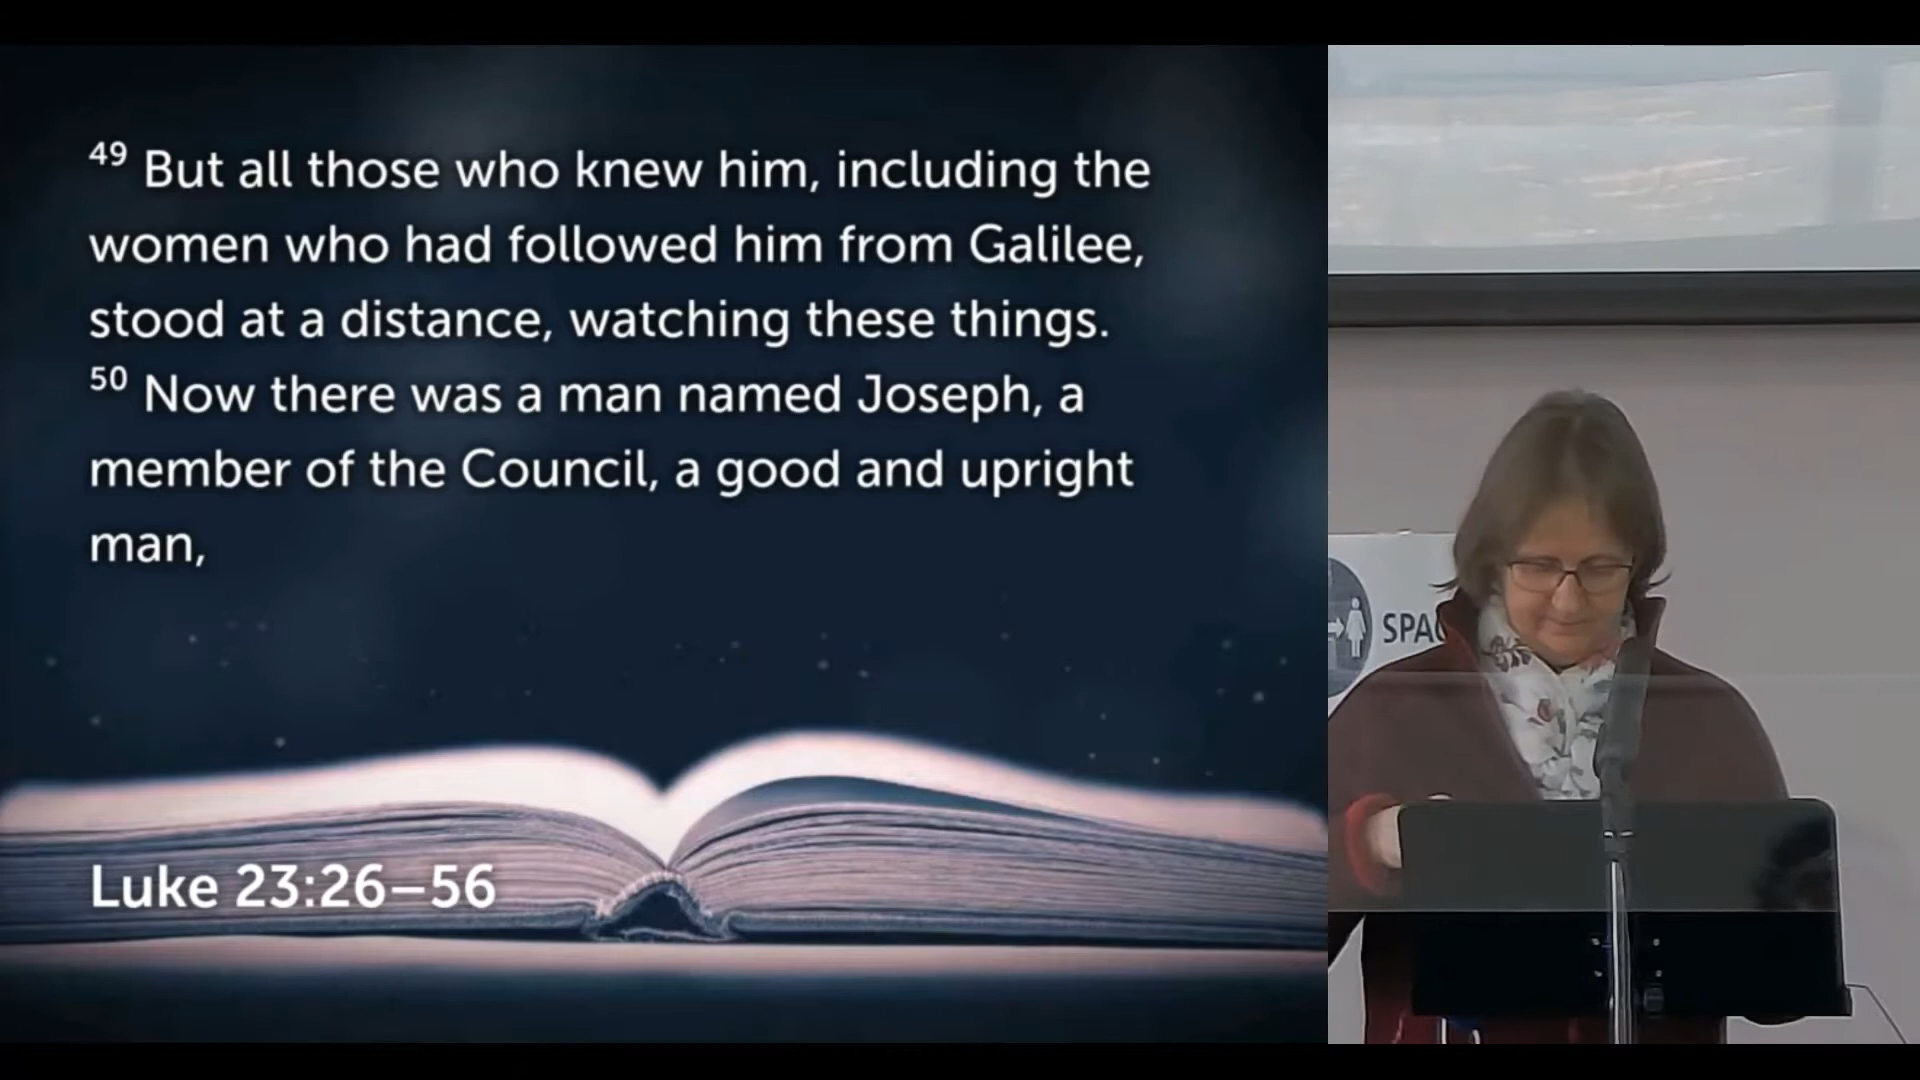 49 But all those who knew him, including the
women who had followed him from Galilee,
stood at a distance, watching these things.
50 Now there was a man named Joseph, a
member of the Council, a good and upright
man,
Luke 23:26–56